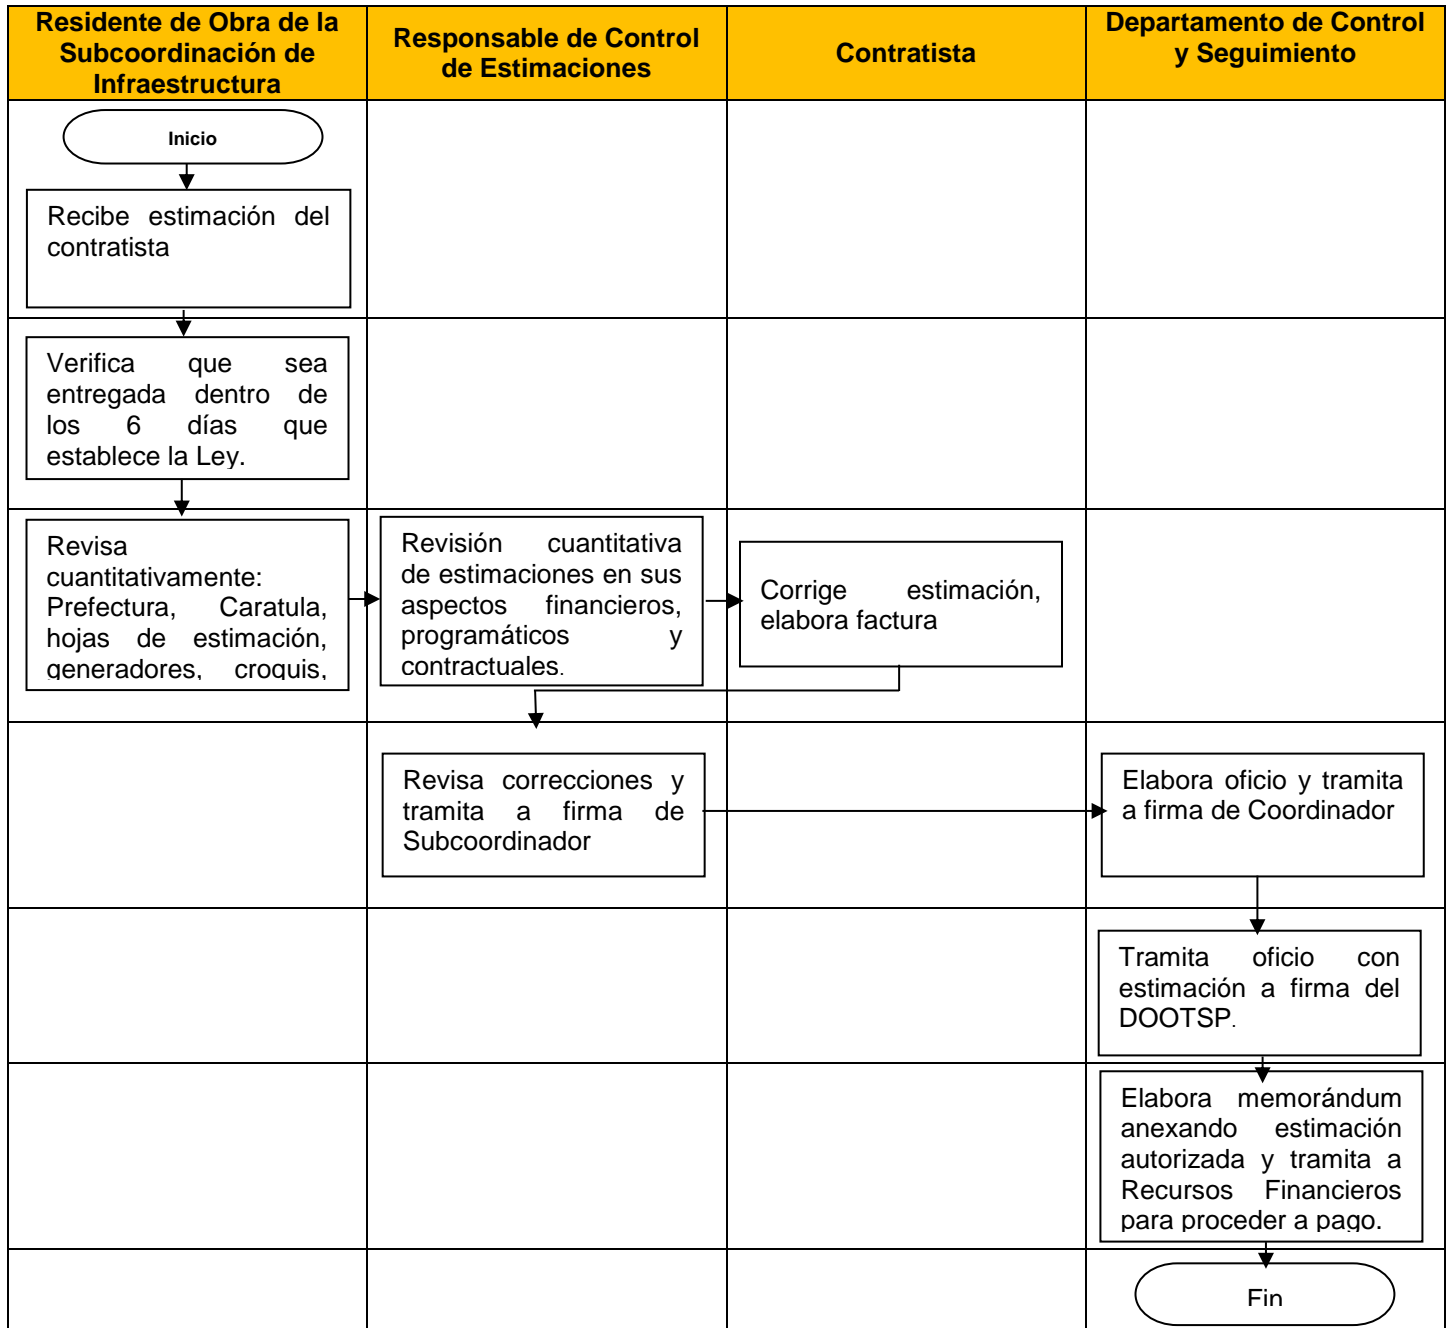 Residente de Obra de la
Subcoordinación de
Infraestructura
Responsable de Control
de Estimaciones
Contratista
Departamento de Control
y Seguimiento
Inicio
Recibe estimación del
contratista
Verifica que sea
entregada dentro de
los 6 días que
establece la Ley.
Revisa
cuantitativamente:
Prefectura, Caratula,
hojas de estimación,
generadores, croquis,
Revisión cuantitativa
de estimaciones en sus
aspectos financieros,
programáticos y
contractuales.
Corrige estimación,
elabora factura
Revisa correcciones y
tramita a firma de
Subcoordinador
Elabora oficio y tramita
a firma de Coordinador
Tramita oficio con
estimación a firma del
DOOTSP.
Elabora memorándum
anexando estimación
autorizada y tramita a
Recursos Financieros
para proceder a pago.
Fin